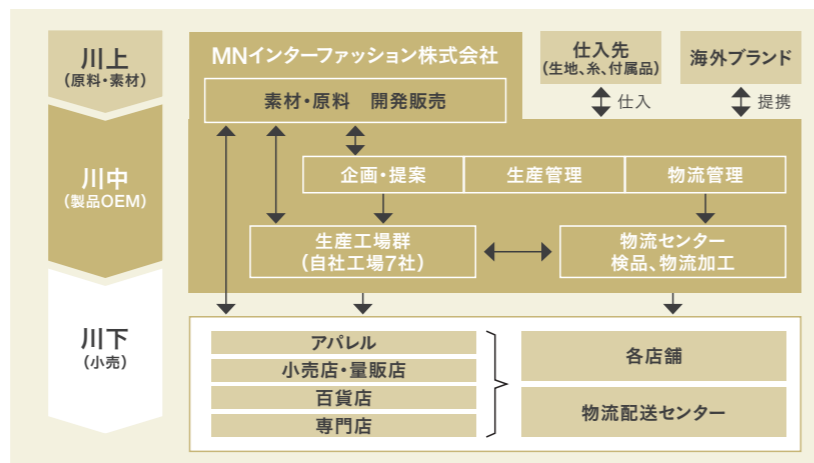 川上
(原料・素材)
MNインターファッション株式会社
素材・原料　開発販売
仕入先
(生地、糸、付属品)
海外ブランド
仕入
提携
川中
(製品OEM)
企画・提案
生産管理
物流管理
生産工場群
(自社工場7社)
物流センター
検品、物流加工
川下
(小売)
アパレル
小売店・量販店
百貨店
専門店
各店舗
物流配送センター